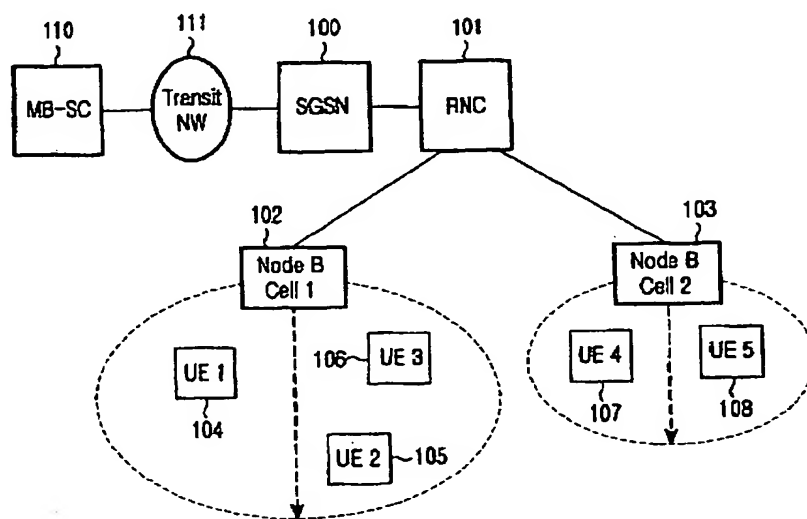 110
111
100
101
MB-SC
Transit
NW
SGSN
RNC
102
Node B
Cell 1
103
Node B
Cell 2
UE 1
104
106
UE 3
UE 2
105
UE 4
107
UE 5
108